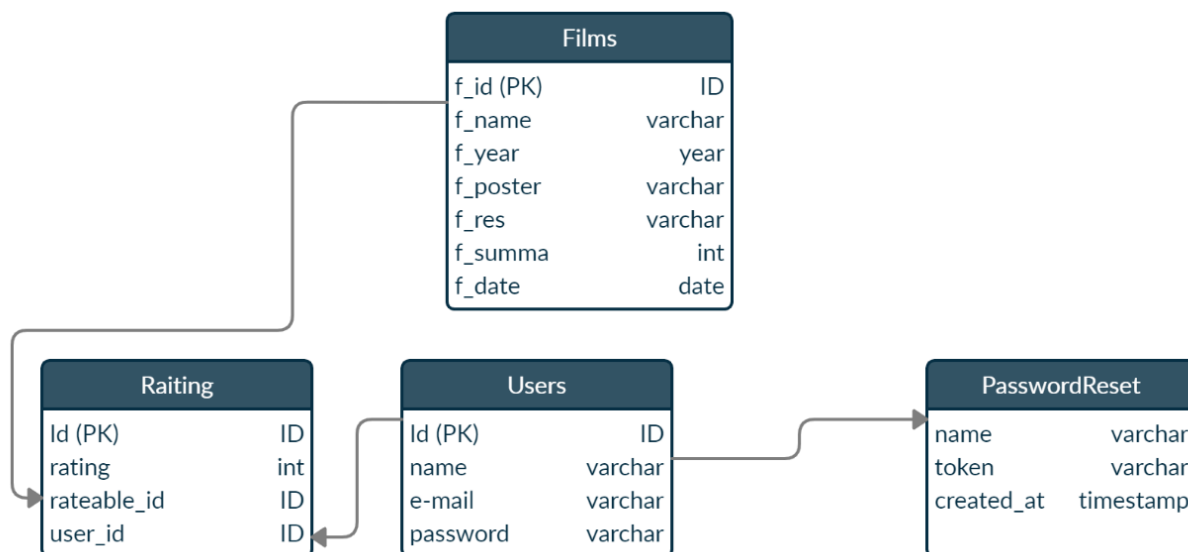 Films
f_id (PK) ID
f_name varchar
f_year year
f_poster varchar
f_res varchar
f_summa int
f_date date
Raiting
Id (PK) ID
rating int
rateable_id ID
user_id ID
Users
Id (PK) ID
name varchar
e-mail varchar
password varchar
PasswordReset
name varchar
token varchar
created_at timestamp